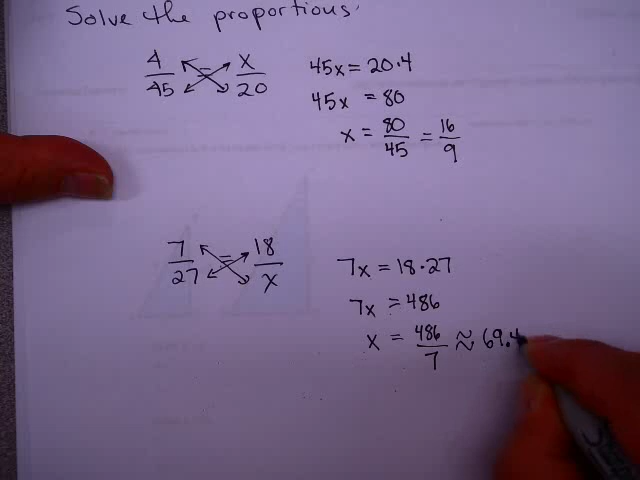 Solve the proportions.
4/45 = x/20
45x = 20·4
45x = 80
x = 80/45 = 16/9
7/27 = 18/x
7x = 18·27
7x = 486
x = 486/7 ≈ 69.4